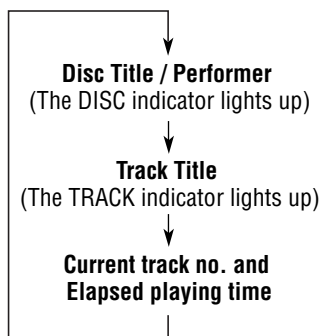 Disc Title / Performer
(The DISC indicator lights up)
Track Title
(The TRACK indicator lights up)
Current track no. and
Elapsed playing time